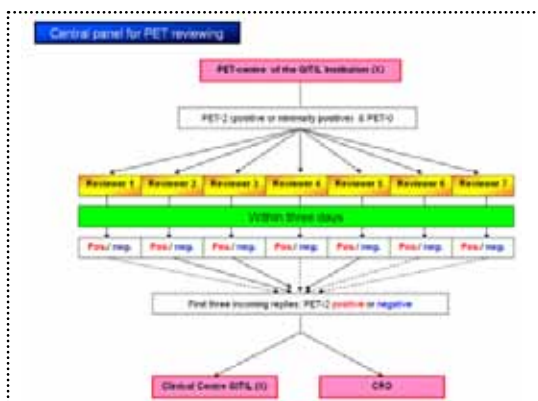 Central panel for PET reviewing
PET-centre of the GITIL Institution (X)
PET-2 (positive or minimally positive) & PET-0
Reviewer 1 Reviewer 2 Reviewer 3 Reviewer 4 Reviewer 5 Reviewer 6 Reviewer 7
Within three days
Pos./ neg. Pos./ neg. Pos./ neg. Pos./ neg. Pos./ neg. Pos./ neg. Pos./ neg.
First three incoming replies: PET-2 positive or negative
Clinical Centre GITIL (X) CRO